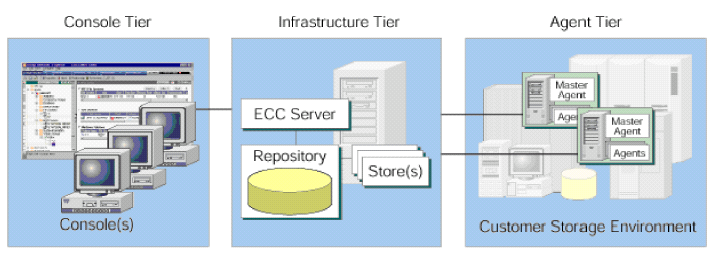 Console Tier
Infrastructure Tier
Agent Tier
ECC Server
Repository
Store(s)
Master
Agent
Master
Agent
Agents
Console(s)
Customer Storage Environment